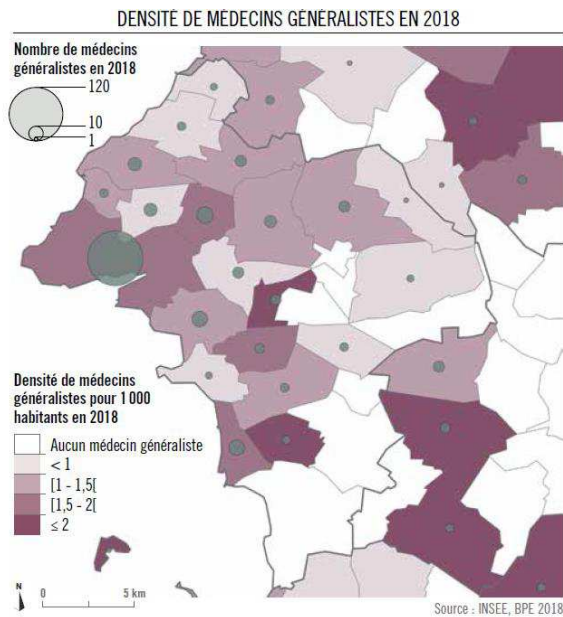 DENSITÉ DE MÉDECINS GÉNÉRALISTES EN 2018
Nombre de médecins
généralistes en 2018
120
10
1
Densité de médecins
généralistes pour 1 000
habitants en 2018
Aucun médecin généraliste
< 1
[1 - 1,5[
[1,5 - 2[
≤ 2
N
0 5 km
Source : INSEE, BPE 2018